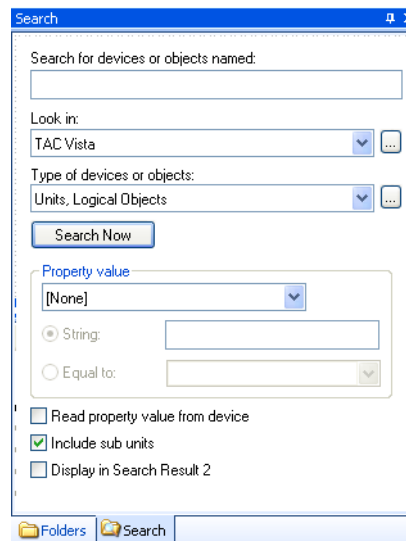 Search
Search for devices or objects named:
Look in:
TAC Vista
...
Type of devices or objects:
Units, Logical Objects
...
Search Now
Property value
[None]
String:
Equal to:
Read property value from device
Include sub units
Display in Search Result 2
Folders Search